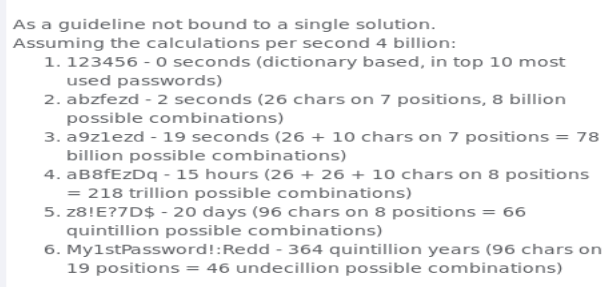 As a guideline not bound to a single solution.
Assuming the calculations per second 4 billion:
1. 123456 - 0 seconds (dictionary based, in top 10 most
used passwords)
2. abzfezd - 2 seconds (26 chars on 7 positions, 8 billion
possible combinations)
3. a9z1ezd - 19 seconds (26 + 10 chars on 7 positions = 78
billion possible combinations)
4. aB8fEzDq - 15 hours (26 + 26 + 10 chars on 8 positions
= 218 trillion possible combinations)
5. z8!E?7D$ - 20 days (96 chars on 8 positions = 66
quintillion possible combinations)
6. My1stPassword!:Redd - 364 quintillion years (96 chars on
19 positions = 46 undecillion possible combinations)